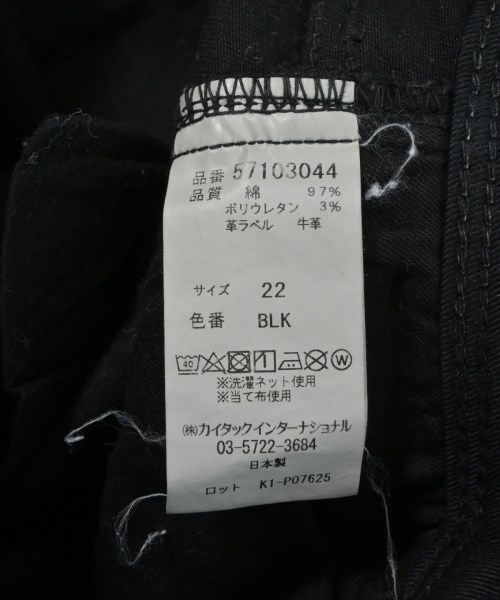 品番 57103044
品質 綿 97%
ポリウレタン 3%
革ラベル 牛革
サイズ 22
色番 BLK
40 W
※洗濯ネット使用
※当て布使用
㈱カイタックインターナショナル
03-5722-3684
日本製
ロット K1-P07625